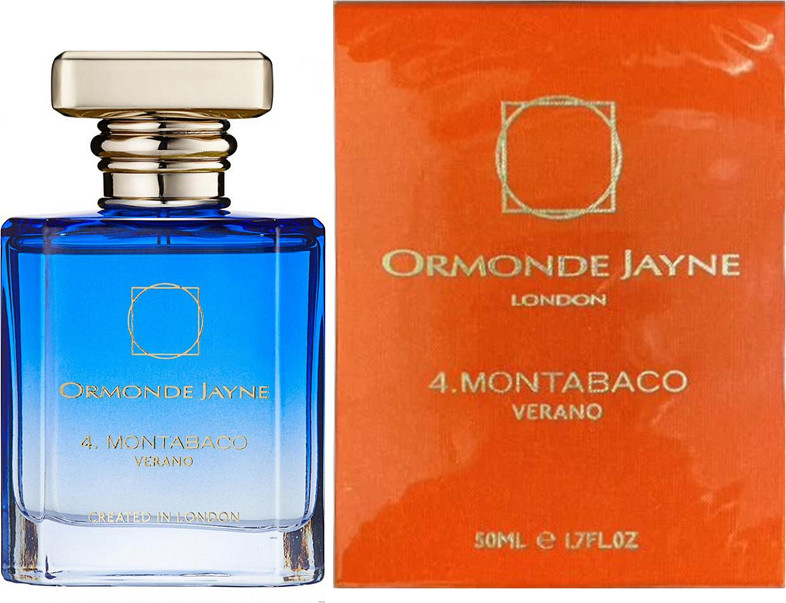 ORMONDE JAYNE
4. MONTABACO
VERANO
CREATED IN LONDON
ORMONDE JAYNE
LONDON
4.MONTABACO
VERANO
50ML e 1.7FL.OZ